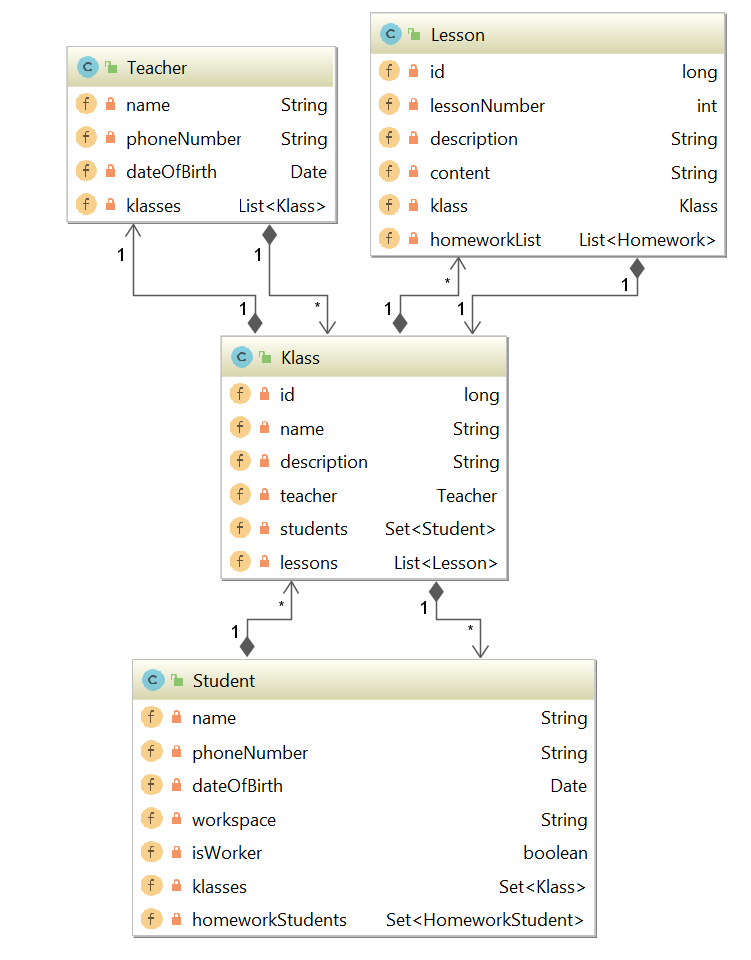 C Teacher
f name String
f phoneNumber String
f dateOfBirth Date
f klasses List<Klass>
C Lesson
f id long
f lessonNumber int
f description String
f content String
f klass Klass
f homeworkList List<Homework>
1 1 * 1
1 * 1 1
C Klass
f id long
f name String
f description String
f teacher Teacher
f students Set<Student>
f lessons List<Lesson>
* 1
1 *
C Student
f name String
f phoneNumber String
f dateOfBirth Date
f workspace String
f isWorker boolean
f klasses Set<Klass>
f homeworkStudents Set<HomeworkStudent>